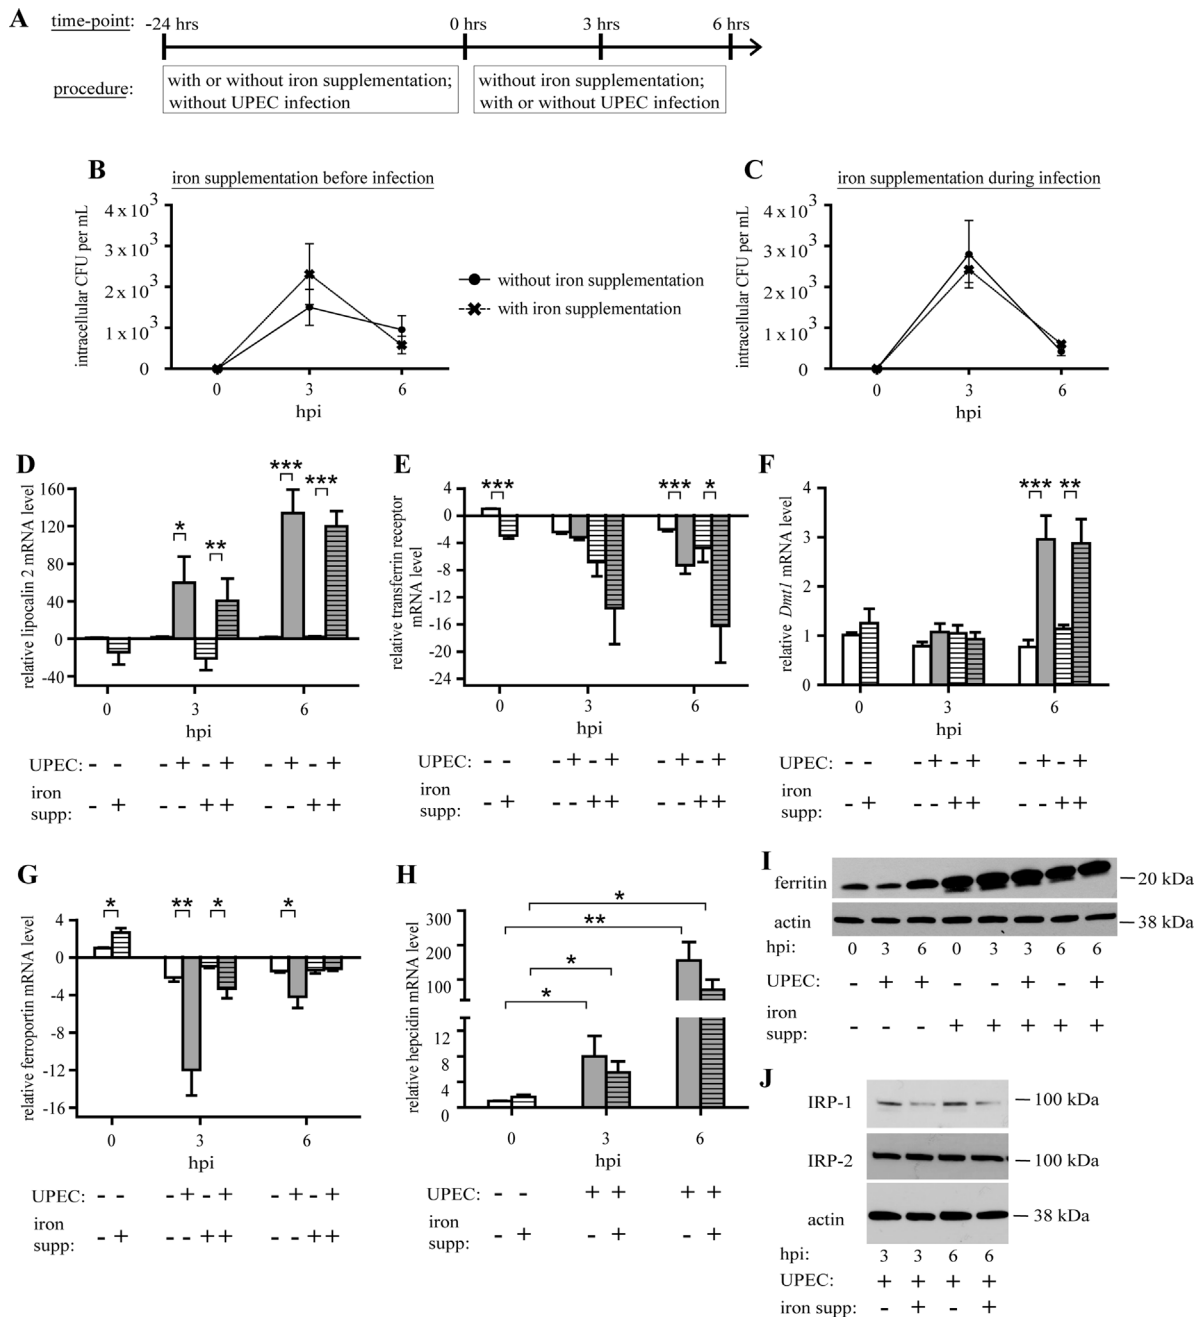 A
time-point: -24 hrs 0 hrs 3 hrs 6 hrs
procedure:
with or without iron supplementation;
without UPEC infection
without iron supplementation;
with or without UPEC infection
B
iron supplementation before infection
intracellular CFU per mL
4 x 10³
3 x 10³
2 x 10³
1 x 10³
0
0 3 6
hpi
without iron supplementation
with iron supplementation
C
iron supplementation during infection
intracellular CFU per mL
4 x 10³
3 x 10³
2 x 10³
1 x 10³
0
0 3 6
hpi
D
relative lipocalin 2 mRNA level
160
120
80
40
0
-40
* ** *** ***
0 3 6
hpi
UPEC: - - - + - + - + - +
iron
supp: - + - - + + - - + +
E
relative transferrin receptor
mRNA level
4
0
-4
-8
-12
-16
-20
-24
*** *** *
0 3 6
hpi
UPEC: - - - + - + - + - +
iron
supp: - + - - + + - - + +
F
relative Dmt1 mRNA level
4
3
2
1
0
*** **
0 3 6
hpi
UPEC: - - - + - + - + - +
iron
supp: - + - - + + - - + +
G
relative ferroportin mRNA level
4
0
-4
-8
-12
-16
* ** * *
0 3 6
hpi
UPEC: - - - + - + - + - +
iron
supp: - + - - + + - - + +
H
relative hepcidin mRNA level
300
200
100
12
8
4
0
*
**
*
*
0 3 6
hpi
UPEC: - - + + + +
iron
supp: - + - + - +
I
ferritin 20 kDa
actin 38 kDa
hpi: 0 3 6 0 3 3 6 6
UPEC: - + + - - + - +
iron
supp: - - - + + + + +
J
IRP-1 100 kDa
IRP-2 100 kDa
actin 38 kDa
hpi: 3 3 6 6
UPEC: + + + +
iron supp: - + - +